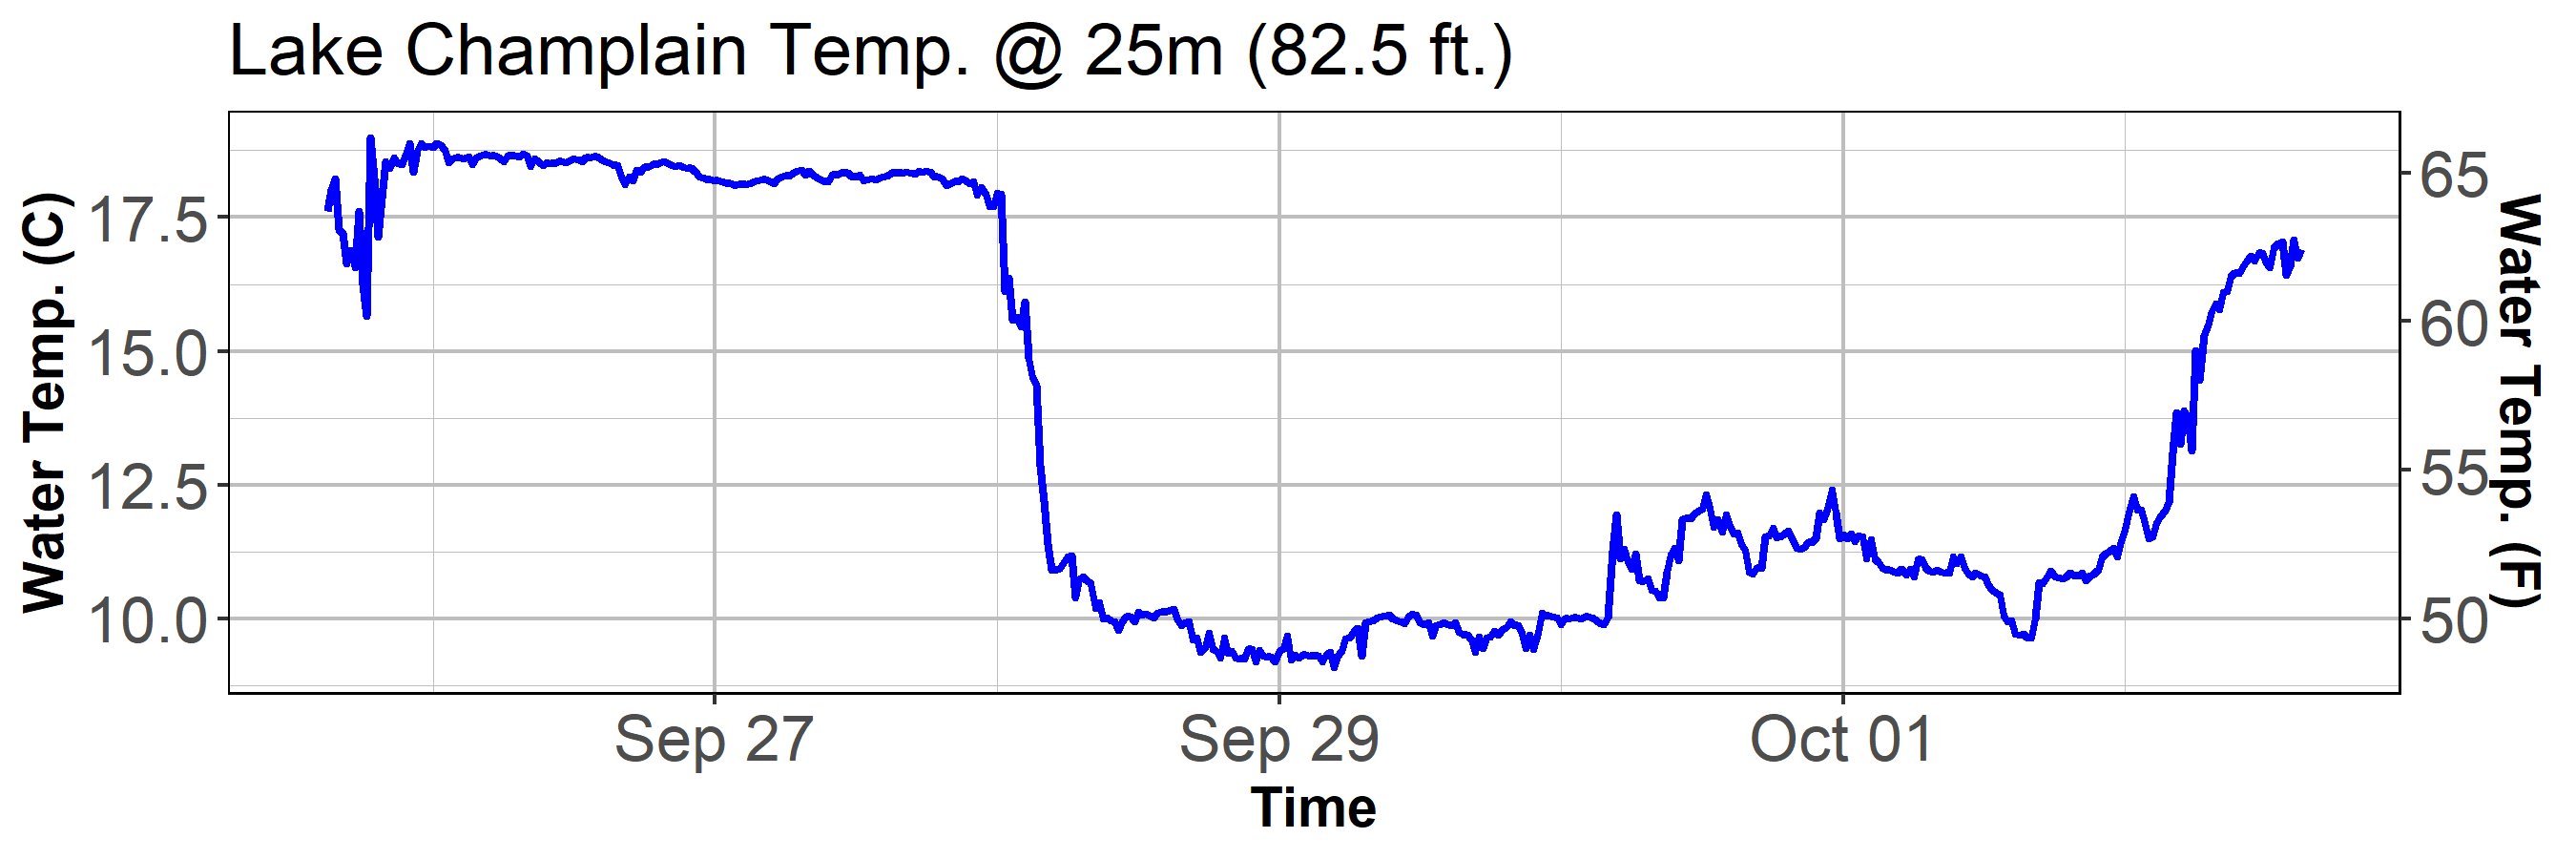 Lake Champlain Temp. @ 25m (82.5 ft.)
Water Temp. (C)
17.5
15.0
12.5
10.0
65
60
55
50
Water Temp. (F)
Sep 27
Sep 29
Oct 01
Time